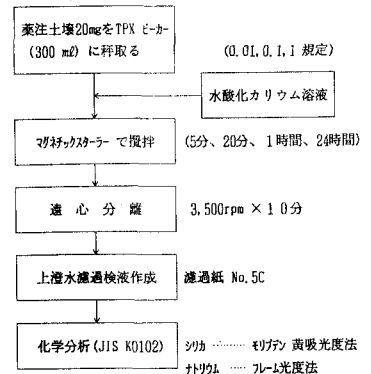 薬注土壌20mgをTPX ビーカー
(300 mℓ) に秤取る
(0.01,0.1,1 規定)
水酸化カリウム溶液
マグネチックスターラー で攪拌
(5分、20分、1時間、24時間)
遠 心 分 離
3,500rpm × 10分
上澄水濾過検液作成
濾過紙 No.5C
化学分析(JIS K0102)
シリカ ……… モリブデン 黄吸光度法
ナトリウム ‥‥‥ フレーム光度法